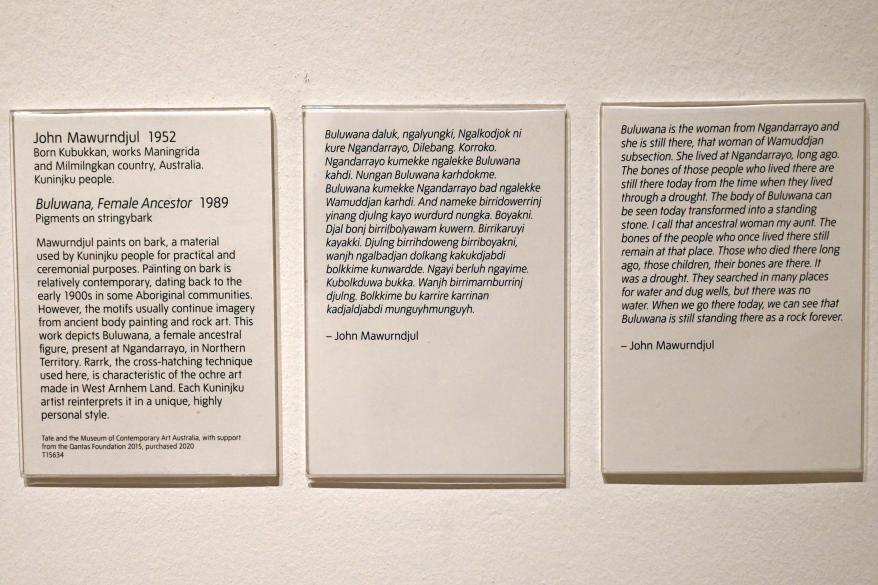 John Mawurndjul 1952
Born Kubukkan, works Maningrida
and Milmilngkan country, Australia.
Kuninjku people.
Buluwana, Female Ancestor 1989
Pigments on stringybark
Mawurndjul paints on bark, a material
used by Kuninjku people for practical and
ceremonial purposes. Painting on bark is
relatively contemporary, dating back to the
early 1900s in some Aboriginal communities.
However, the motifs usually continue imagery
from ancient body painting and rock art. This
work depicts Buluwana, a female ancestral
figure, present at Ngandarrayo, in Northern
Territory. Rarrk, the cross-hatching technique
used here, is characteristic of the ochre art
made in West Arnhem Land. Each Kuninjku
artist reinterprets it in a unique, highly
personal style.
Tate and the Museum of Contemporary Art Australia, with support
from the Qantas Foundation 2015, purchased 2020
T15634
Buluwana daluk, ngalyungki, Ngalkodjok ni
kure Ngandarrayo, Dilebang. Korroko.
Ngandarrayo kumekke ngalekke Buluwana
kahdi. Nungan Buluwana karhdokme.
Buluwana kumekke Ngandarrayo bad ngalekke
Wamuddjan karhdi. And nameke birridowerrinj
yinang djulng kayo wurdurd nungka. Boyakni.
Djal bonj birrilbolyawam kuwern. Birrikaruyi
kayakki. Djulng birrihdoweng birriboyakni,
wanjh ngalbadjan dolkang kakukdjabdi
bolkkime kunwardde. Ngayi berluh ngayime.
Kubolkduwa bukka. Wanjh birrimarnburrinj
djulng. Bolkkime bu karrire karrinan
kadjaldjabdi munguyhmunguyh.
– John Mawurndjul
Buluwana is the woman from Ngandarrayo and
she is still there, that woman of Wamuddjan
subsection. She lived at Ngandarrayo, long ago.
The bones of those people who lived there are
still there today from the time when they lived
through a drought. The body of Buluwana can
be seen today transformed into a standing
stone. I call that ancestral woman my aunt. The
bones of the people who once lived there still
remain at that place. Those who died there long
ago, those children, their bones are there. It
was a drought. They searched in many places
for water and dug wells, but there was no
water. When we go there today, we can see that
Buluwana is still standing there as a rock forever.
– John Mawurndjul